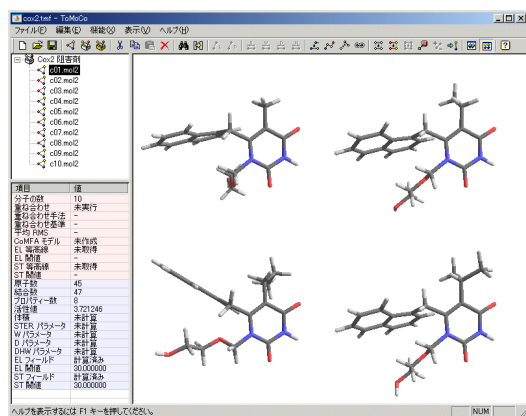 cox2.tmf - ToMoCo
ファイル(F) 編集(E) 機能(X) 表示(V) ヘルプ(H)
Cox2 阻害剤
c01.mol2
c02.mol2
c03.mol2
c04.mol2
c05.mol2
c06.mol2
c07.mol2
c08.mol2
c09.mol2
c10.mol2
項目 値
分子の数 10
重ね合わせ 未実行
重ね合わせ手法 -
重ね合わせ基準 -
平均 RMS -
CoMFA モデル 未作成
EL 等高線 未取得
EL 閾値 -
ST 等高線 未取得
ST 閾値 -
原子数 45
結合数 47
プロパティー数 8
活性値 3.721246
体積 未計算
STER パラメータ 未計算
W パラメータ 未計算
D パラメータ 未計算
DHW パラメータ 未計算
EL フィールド 計算済み
EL 閾値 30.000000
ST フィールド 計算済み
ST 閾値 30.000000
ヘルプを表示するには F1 キーを押してください。 NUM